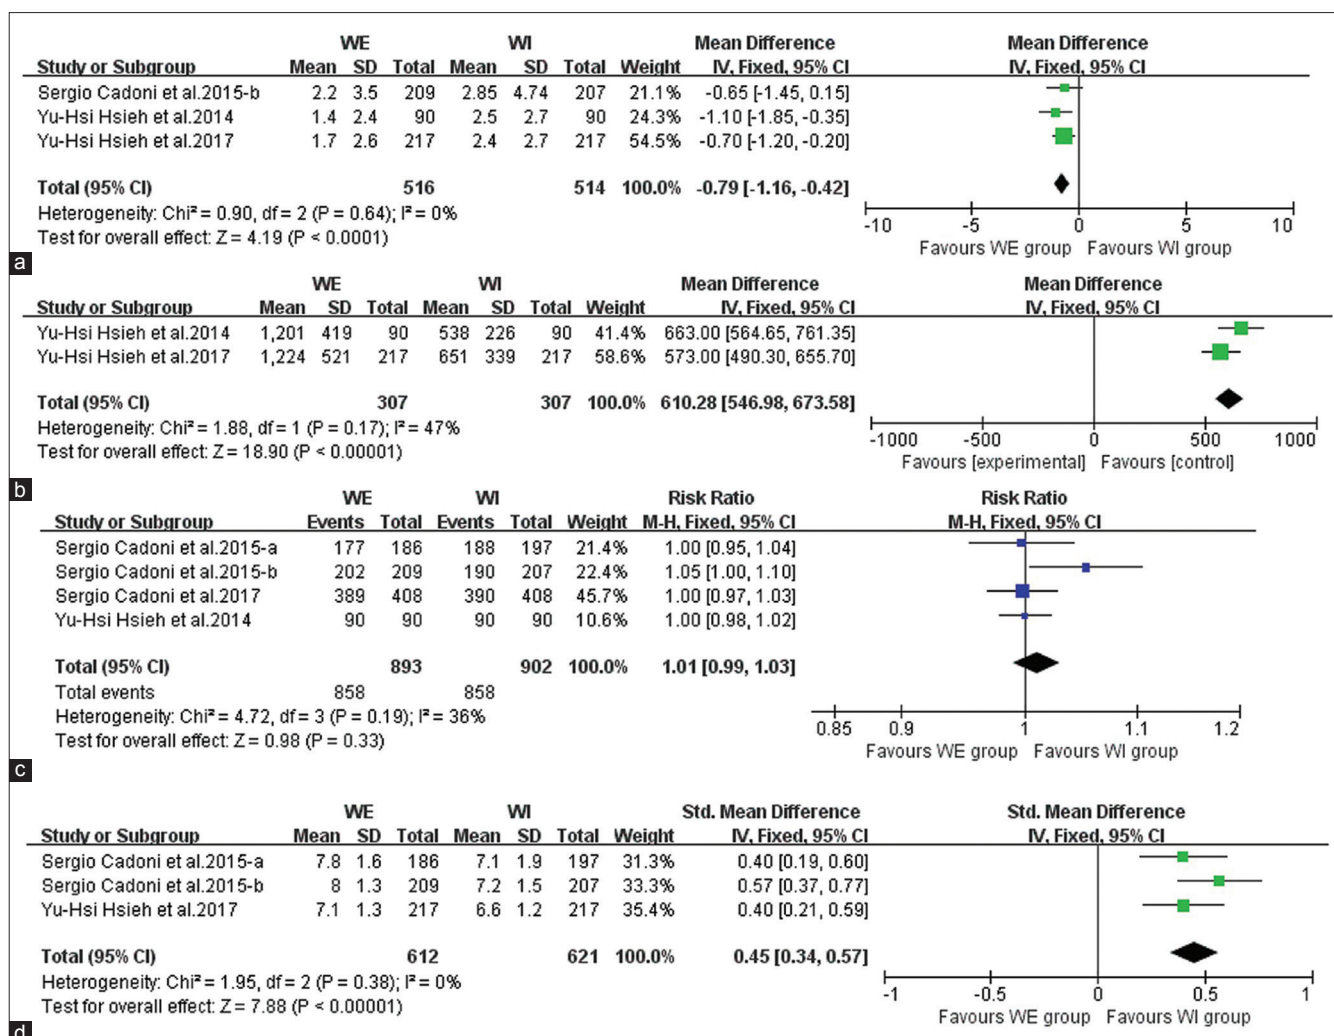 WE WI Mean Difference Mean Difference
Study or Subgroup Mean SD Total Mean SD Total Weight IV, Fixed, 95% CI IV, Fixed, 95% CI
Sergio Cadoni et al.2015-b 2.2 3.5 209 2.85 4.74 207 21.1% -0.65 [-1.45, 0.15]
Yu-Hsi Hsieh et al.2014 1.4 2.4 90 2.5 2.7 90 24.3% -1.10 [-1.85, -0.35]
Yu-Hsi Hsieh et al.2017 1.7 2.6 217 2.4 2.7 217 54.5% -0.70 [-1.20, -0.20]
Total (95% CI) 516 514 100.0% -0.79 [-1.16, -0.42]
Heterogeneity: Chi² = 0.90, df = 2 (P = 0.64); I² = 0%
Test for overall effect: Z = 4.19 (P < 0.0001)
-10 -5 0 5 10
Favours WE group Favours WI group
a
WE WI Mean Difference Mean Difference
Study or Subgroup Mean SD Total Mean SD Total Weight IV, Fixed, 95% CI IV, Fixed, 95% CI
Yu-Hsi Hsieh et al.2014 1,201 419 90 538 226 90 41.4% 663.00 [564.65, 761.35]
Yu-Hsi Hsieh et al.2017 1,224 521 217 651 339 217 58.6% 573.00 [490.30, 655.70]
Total (95% CI) 307 307 100.0% 610.28 [546.98, 673.58]
Heterogeneity: Chi² = 1.88, df = 1 (P = 0.17); I² = 47%
Test for overall effect: Z = 18.90 (P < 0.00001)
-1000 -500 0 500 1000
Favours [experimental] Favours [control]
b
WE WI Risk Ratio Risk Ratio
Study or Subgroup Events Total Events Total Weight M-H, Fixed, 95% CI M-H, Fixed, 95% CI
Sergio Cadoni et al.2015-a 177 186 188 197 21.4% 1.00 [0.95, 1.04]
Sergio Cadoni et al.2015-b 202 209 190 207 22.4% 1.05 [1.00, 1.10]
Sergio Cadoni et al.2017 389 408 390 408 45.7% 1.00 [0.97, 1.03]
Yu-Hsi Hsieh et al.2014 90 90 90 90 10.6% 1.00 [0.98, 1.02]
Total (95% CI) 893 902 100.0% 1.01 [0.99, 1.03]
Total events 858 858
Heterogeneity: Chi² = 4.72, df = 3 (P = 0.19); I² = 36%
Test for overall effect: Z = 0.98 (P = 0.33)
0.85 0.9 1 1.1 1.2
Favours WE group Favours WI group
c
WE WI Std. Mean Difference Std. Mean Difference
Study or Subgroup Mean SD Total Mean SD Total Weight IV, Fixed, 95% CI IV, Fixed, 95% CI
Sergio Cadoni et al.2015-a 7.8 1.6 186 7.1 1.9 197 31.3% 0.40 [0.19, 0.60]
Sergio Cadoni et al.2015-b 8 1.3 209 7.2 1.5 207 33.3% 0.57 [0.37, 0.77]
Yu-Hsi Hsieh et al.2017 7.1 1.3 217 6.6 1.2 217 35.4% 0.40 [0.21, 0.59]
Total (95% CI) 612 621 100.0% 0.45 [0.34, 0.57]
Heterogeneity: Chi² = 1.95, df = 2 (P = 0.38); I² = 0%
Test for overall effect: Z = 7.88 (P < 0.00001)
-1 -0.5 0 0.5 1
Favours WE group Favours WI group
d